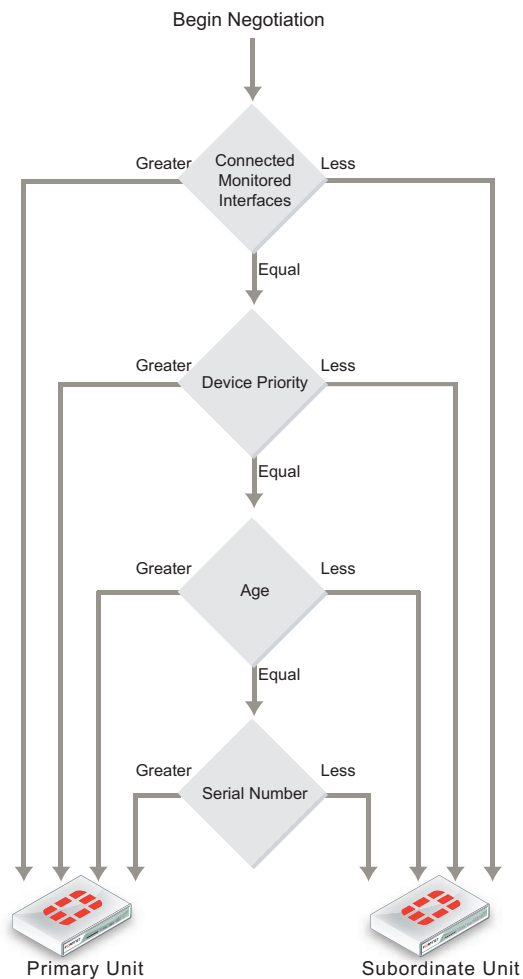 Begin Negotiation
Greater
Connected
Monitored
Interfaces
Less
Equal
Greater
Device Priority
Less
Equal
Greater
Age
Less
Equal
Greater
Serial Number
Less
Primary Unit
Subordinate Unit